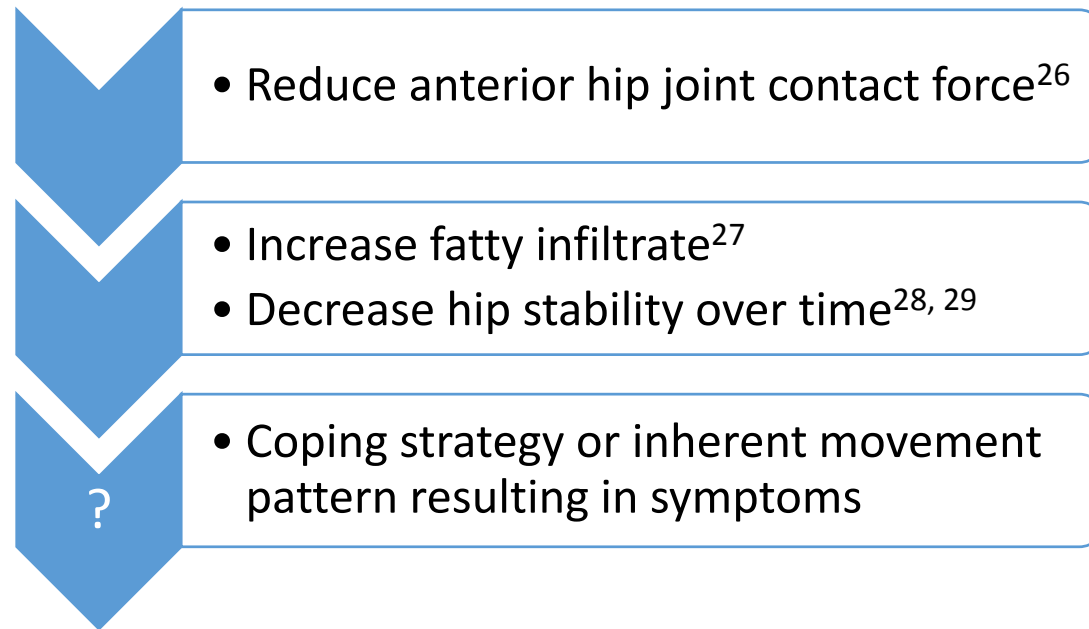 • Reduce anterior hip joint contact force26
• Increase fatty infiltrate27
• Decrease hip stability over time28, 29
?
• Coping strategy or inherent movement
pattern resulting in symptoms